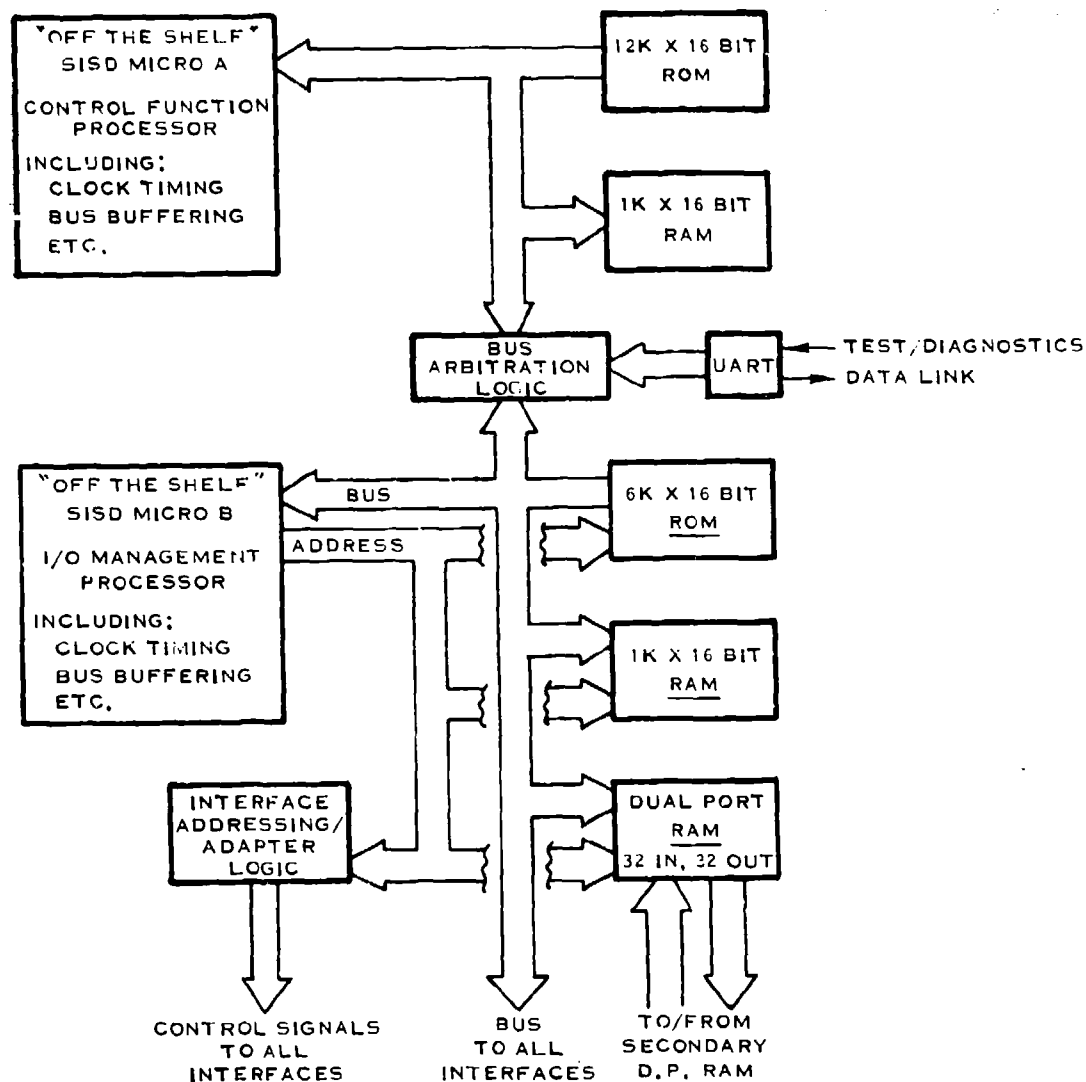 "OFF THE SHELF"
SISD MICRO A
CONTROL FUNCTION
PROCESSOR
INCLUDING:
CLOCK TIMING
BUS BUFFERING
ETC.
12K X 16 BIT
ROM
1K X 16 BIT
RAM
BUS
ARBITRATION
LOGIC
UART
TEST/DIAGNOSTICS
DATA LINK
"OFF THE SHELF"
SISD MICRO B
I/O MANAGEMENT
PROCESSOR
INCLUDING:
CLOCK TIMING
BUS BUFFERING
ETC.
BUS
ADDRESS
6K X 16 BIT
ROM
1K X 16 BIT
RAM
INTERFACE
ADDRESSING/
ADAPTER
LOGIC
DUAL PORT
RAM
32 IN, 32 OUT
CONTROL SIGNALS
TO ALL
INTERFACES
BUS
TO ALL
INTERFACES
TO/FROM
SECONDARY
D.P. RAM